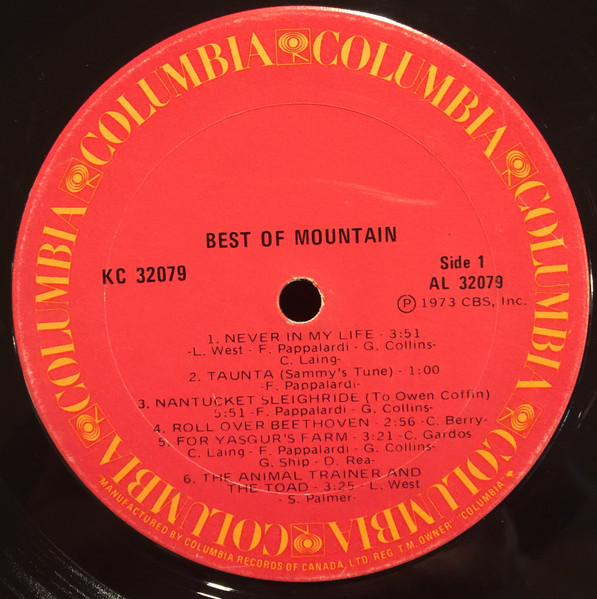 COLUMBIA COLUMBIA COLUMBIA COLUMBIA COLUMBIA COLUMBIA
BEST OF MOUNTAIN
KC 32079
Side 1
AL 32079
Ⓟ 1973 CBS, Inc.
1. NEVER IN MY LIFE - 3:51
-L. West - F. Pappalardi - G. Collins-
C. Laing-
2. TAUNTA (Sammy's Tune) - 1:00
-F. Pappalardi-
3. NANTUCKET SLEIGHRIDE (To Owen Coffin)
5:51 - F. Pappalardi - G. Collins-
4. ROLL OVER BEETHOVEN - 2:56 - C. Berry-
5. FOR YASGUR'S FARM - 3:21 - C. Gardos
C. Laing - F. Pappalardi - G. Collins-
G. Ship - D. Rea-
6. THE ANIMAL TRAINER AND
THE TOAD - 3:25 - L. West
- S. Palmer-
"MANUFACTURED BY COLUMBIA RECORDS OF CANADA, LTD. REG. T.M. OWNER" "COLUMBIA"